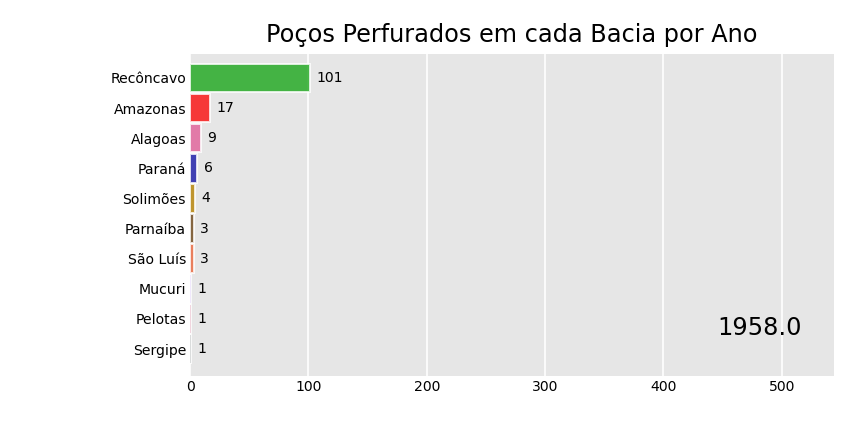 Poços Perfurados em cada Bacia por Ano
Recôncavo 101
Amazonas 17
Alagoas 9
Paraná 6
Solimões 4
Parnaíba 3
São Luís 3
Mucuri 1
Pelotas 1
1958.0
Sergipe 1
0 100 200 300 400 500